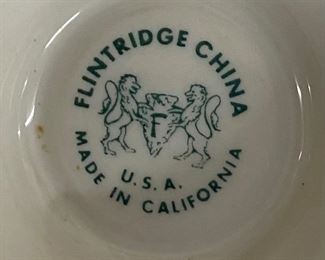 FLINTRIDGE CHINA
F
U.S.A.
MADE IN CALIFORNIA